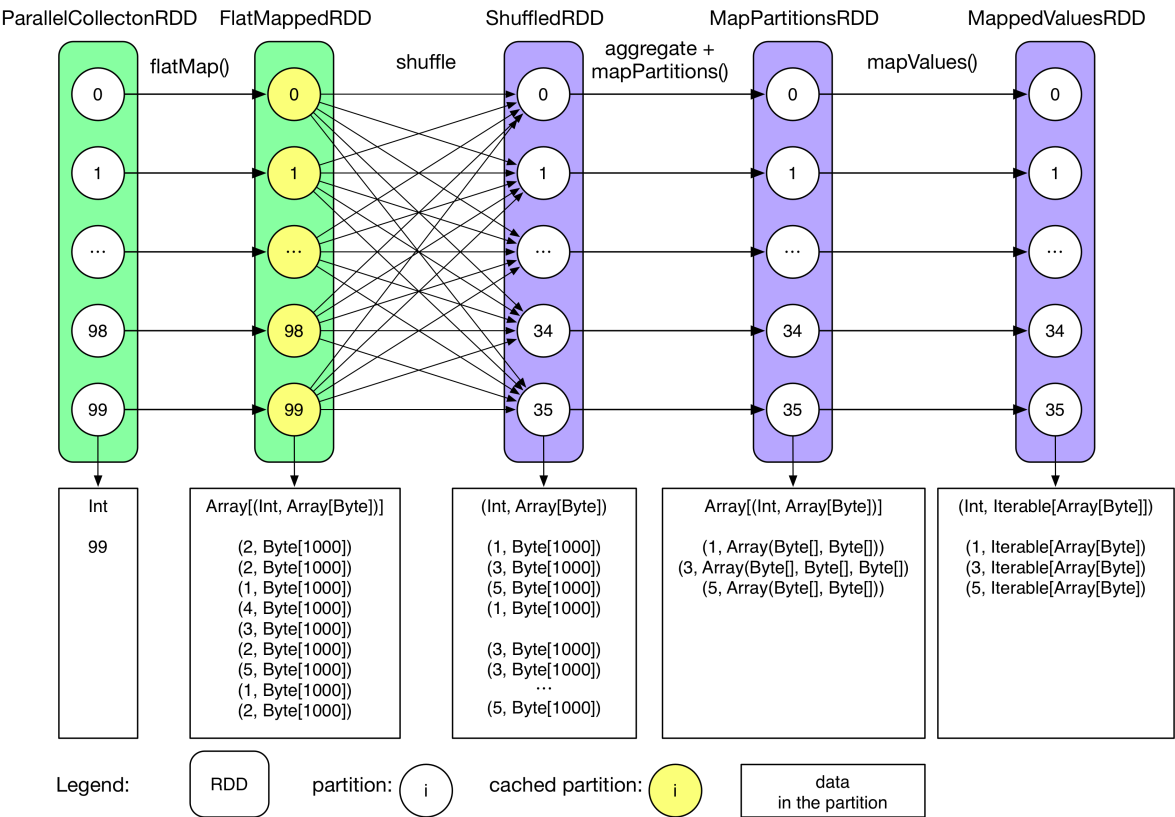 ParallelCollectonRDD
FlatMappedRDD
ShuffledRDD
MapPartitionsRDD
MappedValuesRDD
flatMap()
shuffle
aggregate +
mapPartitions()
mapValues()
0 0 0 0 0
1 1 1 1 1
... ... ... ... ...
98 98 34 34 34
99 99 35 35 35
Int
99
Array[(Int, Array[Byte])]
(2, Byte[1000])
(2, Byte[1000])
(1, Byte[1000])
(4, Byte[1000])
(3, Byte[1000])
(2, Byte[1000])
(5, Byte[1000])
(1, Byte[1000])
(2, Byte[1000])
(Int, Array[Byte])
(1, Byte[1000])
(3, Byte[1000])
(5, Byte[1000])
(1, Byte[1000])
(3, Byte[1000])
(3, Byte[1000])
...
(5, Byte[1000])
Array[(Int, Array[Byte])]
(1, Array(Byte[], Byte[]))
(3, Array(Byte[], Byte[], Byte[])
(5, Array(Byte[], Byte[]))
(Int, Iterable[Array[Byte]])
(1, Iterable[Array[Byte])
(3, Iterable[Array[Byte])
(5, Iterable[Array[Byte])
Legend:
RDD
partition:
i
cached partition:
i
data
in the partition